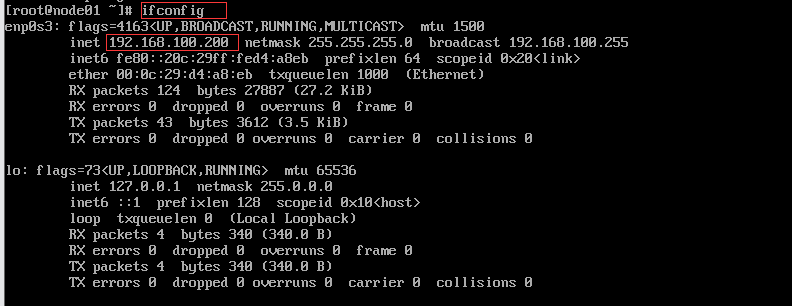 [root@node01 ~]# ifconfig
enp0s3: flags=4163<UP,BROADCAST,RUNNING,MULTICAST>  mtu 1500
        inet 192.168.100.200  netmask 255.255.255.0  broadcast 192.168.100.255
        inet6 fe80::20c:29ff:fed4:a8eb  prefixlen 64  scopeid 0x20<link>
        ether 00:0c:29:d4:a8:eb  txqueuelen 1000  (Ethernet)
        RX packets 124  bytes 27887 (27.2 KiB)
        RX errors 0  dropped 0  overruns 0  frame 0
        TX packets 43  bytes 3612 (3.5 KiB)
        TX errors 0  dropped 0 overruns 0  carrier 0  collisions 0

lo: flags=73<UP,LOOPBACK,RUNNING>  mtu 65536
        inet 127.0.0.1  netmask 255.0.0.0
        inet6 ::1  prefixlen 128  scopeid 0x10<host>
        loop  txqueuelen 0  (Local Loopback)
        RX packets 4  bytes 340 (340.0 B)
        RX errors 0  dropped 0  overruns 0  frame 0
        TX packets 4  bytes 340 (340.0 B)
        TX errors 0  dropped 0 overruns 0  carrier 0  collisions 0